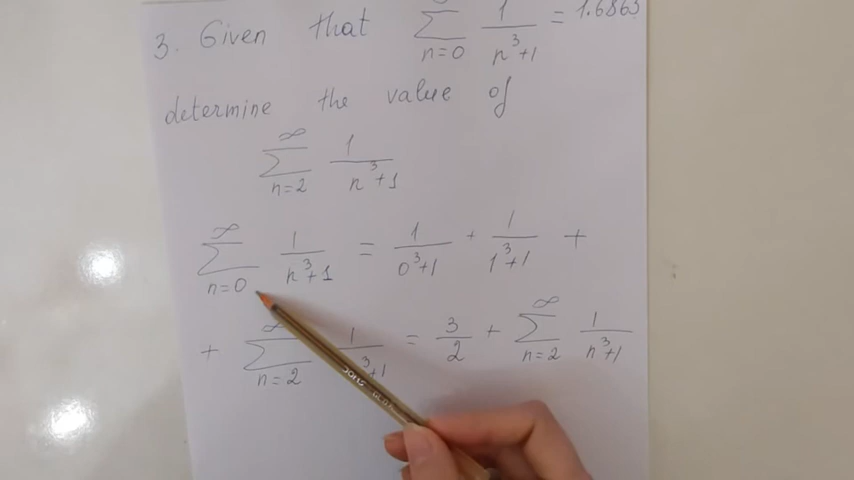 3. Given that ∑ n=0 1/(n³+1) = 1.6863
determine the value of
∞ ∑ n=2 1/(n³+1)
∞ ∑ n=0 1/(n³+1) = 1/(0³+1) + 1/(1³+1) +
+ ∞ ∑ n=2 1/(³+1) = 3/2 + ∞ ∑ n=2 1/(n³+1)